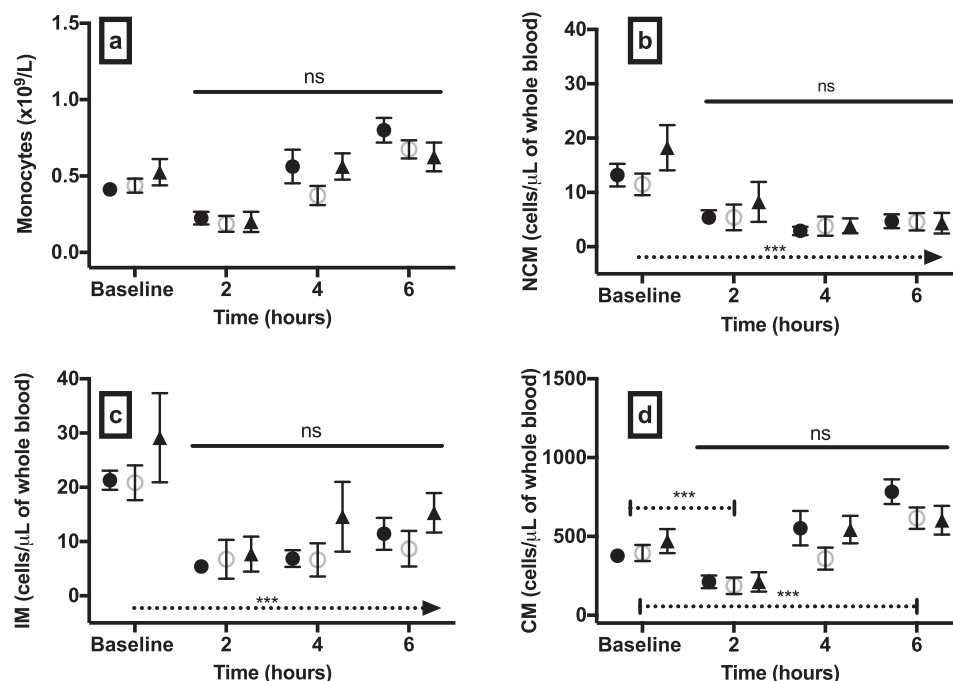 a
Monocytes (x10⁹/L)
1.5
1.0
0.5
0.0
ns
Baseline 2 4 6
Time (hours)
b
NCM (cells/μL of whole blood)
40
30
20
10
0
ns
***
Baseline 2 4 6
Time (hours)
c
IM (cells/μL of whole blood)
40
30
20
10
0
ns
***
Baseline 2 4 6
Time (hours)
d
CM (cells/μL of whole blood)
1500
1000
500
0
ns
***
***
Baseline 2 4 6
Time (hours)